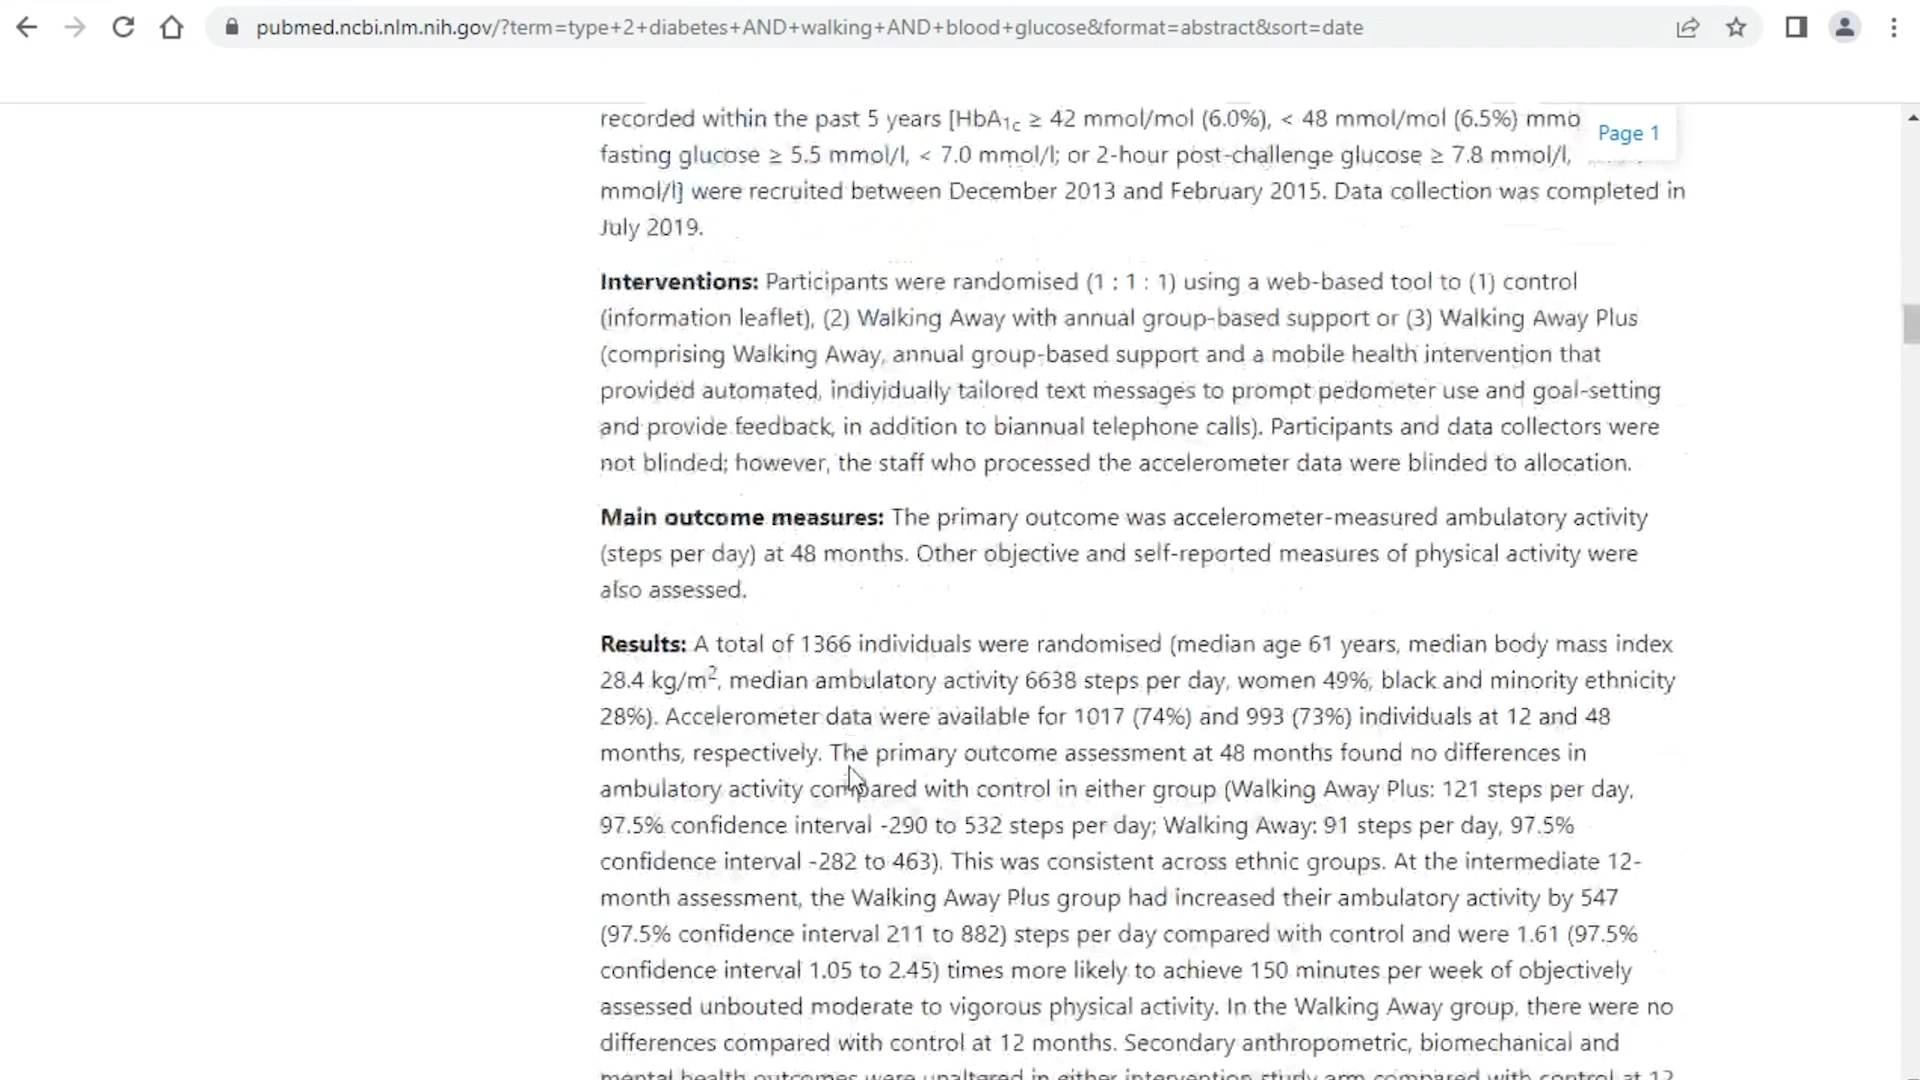 pubmed.ncbi.nlm.nih.gov/?term=type+2+diabetes+AND+walking+AND+blood+glucose&format=abstract&sort=date
recorded within the past 5 years [HbA1c ≥ 42 mmol/mol (6.0%), < 48 mmol/mol (6.5%) mmo
Page 1
fasting glucose ≥ 5.5 mmol/l, < 7.0 mmol/l; or 2-hour post-challenge glucose ≥ 7.8 mmol/l,
mmol/l] were recruited between December 2013 and February 2015. Data collection was completed in
July 2019.
Interventions: Participants were randomised (1 : 1 : 1) using a web-based tool to (1) control
(information leaflet), (2) Walking Away with annual group-based support or (3) Walking Away Plus
(comprising Walking Away, annual group-based support and a mobile health intervention that
provided automated, individually tailored text messages to prompt pedometer use and goal-setting
and provide feedback, in addition to biannual telephone calls). Participants and data collectors were
not blinded; however, the staff who processed the accelerometer data were blinded to allocation.
Main outcome measures: The primary outcome was accelerometer-measured ambulatory activity
(steps per day) at 48 months. Other objective and self-reported measures of physical activity were
also assessed.
Results: A total of 1366 individuals were randomised (median age 61 years, median body mass index
28.4 kg/m2, median ambulatory activity 6638 steps per day, women 49%, black and minority ethnicity
28%). Accelerometer data were available for 1017 (74%) and 993 (73%) individuals at 12 and 48
months, respectively. The primary outcome assessment at 48 months found no differences in
ambulatory activity compared with control in either group (Walking Away Plus: 121 steps per day,
97.5% confidence interval -290 to 532 steps per day; Walking Away: 91 steps per day, 97.5%
confidence interval -282 to 463). This was consistent across ethnic groups. At the intermediate 12-
month assessment, the Walking Away Plus group had increased their ambulatory activity by 547
(97.5% confidence interval 211 to 882) steps per day compared with control and were 1.61 (97.5%
confidence interval 1.05 to 2.45) times more likely to achieve 150 minutes per week of objectively
assessed unbouted moderate to vigorous physical activity. In the Walking Away group, there were no
differences compared with control at 12 months. Secondary anthropometric, biomechanical and
mental health outcomes were unaltered in either intervention study arm compared with control at 12